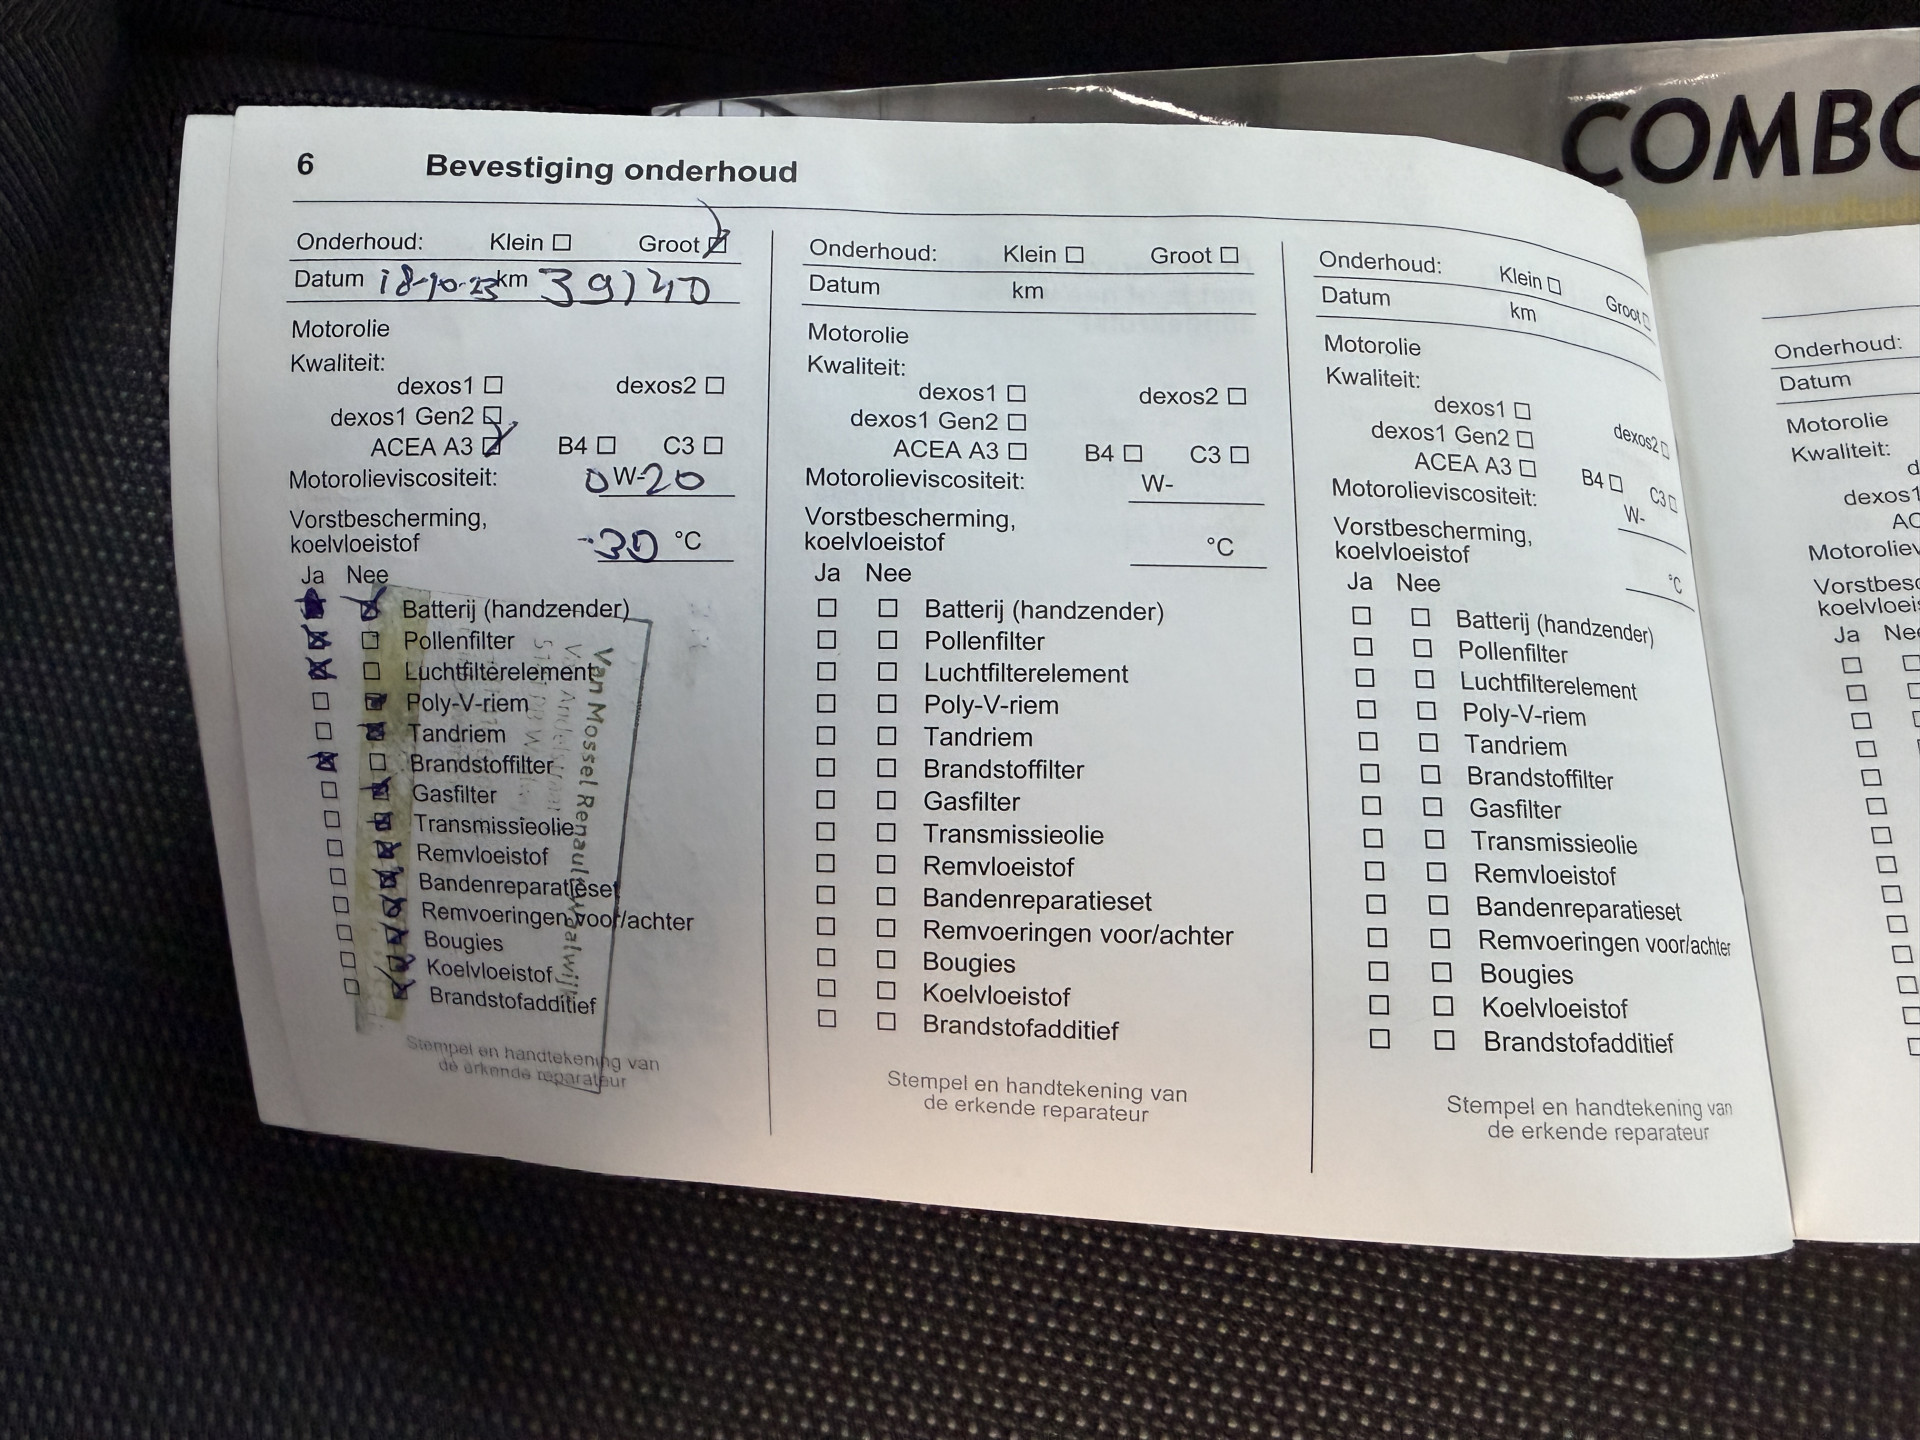 COMBO
6 Bevestiging onderhoud
Onderhoud: Klein Groot
Datum 18-10-23 km 39140
Motorolie
Kwaliteit:
dexos1 dexos2
dexos1 Gen2
ACEA A3 B4 C3
Motorolieviscositeit: 0W-20
Vorstbescherming,
koelvloeistof -30 °C
Ja Nee
Batterij (handzender)
Pollenfilter
Luchtfilterelement
Poly-V-riem
Tandriem
Brandstoffilter
Gasfilter
Transmissieolie
Remvloeistof
Bandenreparatieset
Remvoeringen voor/achter
Bougies
Koelvloeistof
Brandstofadditief
Van Mossel Renault Waalwijk
Stempel en handtekening van
de erkende reparateur
Onderhoud: Klein Groot
Datum km
Motorolie
Kwaliteit:
dexos1 dexos2
dexos1 Gen2
ACEA A3 B4 C3
Motorolieviscositeit: W-
Vorstbescherming,
koelvloeistof °C
Ja Nee
Batterij (handzender)
Pollenfilter
Luchtfilterelement
Poly-V-riem
Tandriem
Brandstoffilter
Gasfilter
Transmissieolie
Remvloeistof
Bandenreparatieset
Remvoeringen voor/achter
Bougies
Koelvloeistof
Brandstofadditief
Stempel en handtekening van
de erkende reparateur
Onderhoud: Klein Groot
Datum km
Motorolie
Kwaliteit:
dexos1 dexos2
dexos1 Gen2
ACEA A3 B4 C3
Motorolieviscositeit: W-
Vorstbescherming,
koelvloeistof °C
Ja Nee
Batterij (handzender)
Pollenfilter
Luchtfilterelement
Poly-V-riem
Tandriem
Brandstoffilter
Gasfilter
Transmissieolie
Remvloeistof
Bandenreparatieset
Remvoeringen voor/achter
Bougies
Koelvloeistof
Brandstofadditief
Stempel en handtekening van
de erkende reparateur
Onderhoud:
Datum
Motorolie
Kwaliteit:
d
dexos1
AC
Motoroliev
Vorstbesc
koelvloeis
Ja Nee